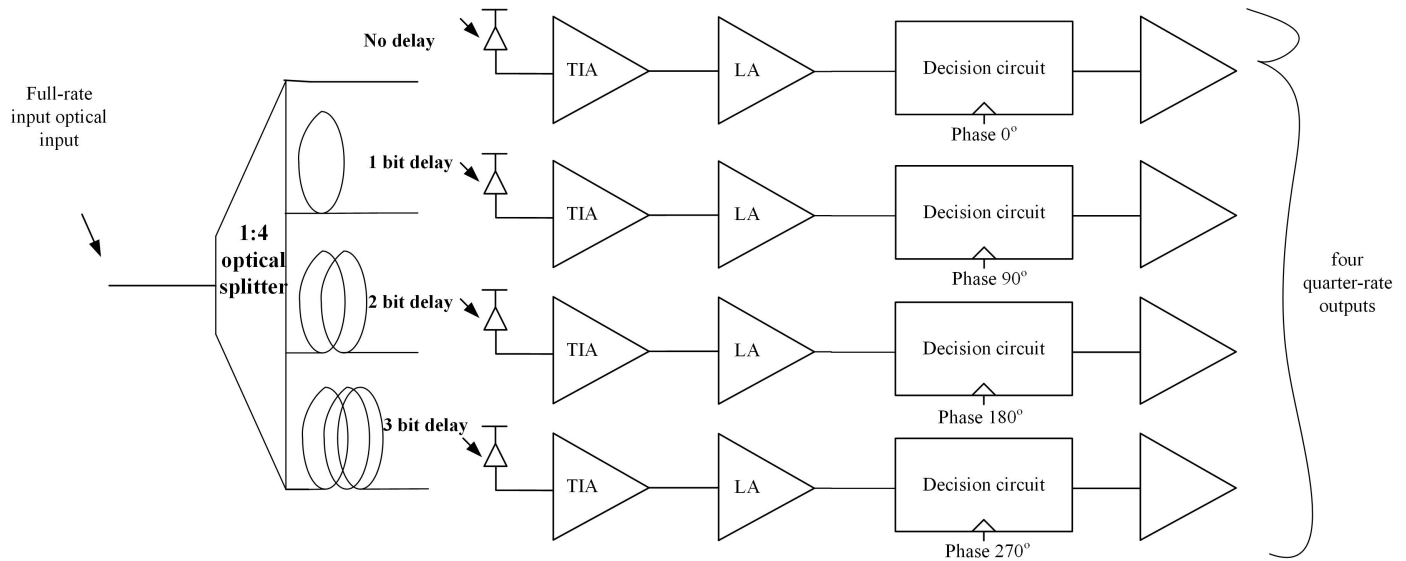 No delay
TIA
LA
Decision circuit
Phase 0°
Full-rate
input optical
input
1 bit delay
TIA
LA
Decision circuit
Phase 90°
1:4
optical
splitter
2 bit delay
TIA
LA
Decision circuit
Phase 180°
3 bit delay
TIA
LA
Decision circuit
Phase 270°
four
quarter-rate
outputs